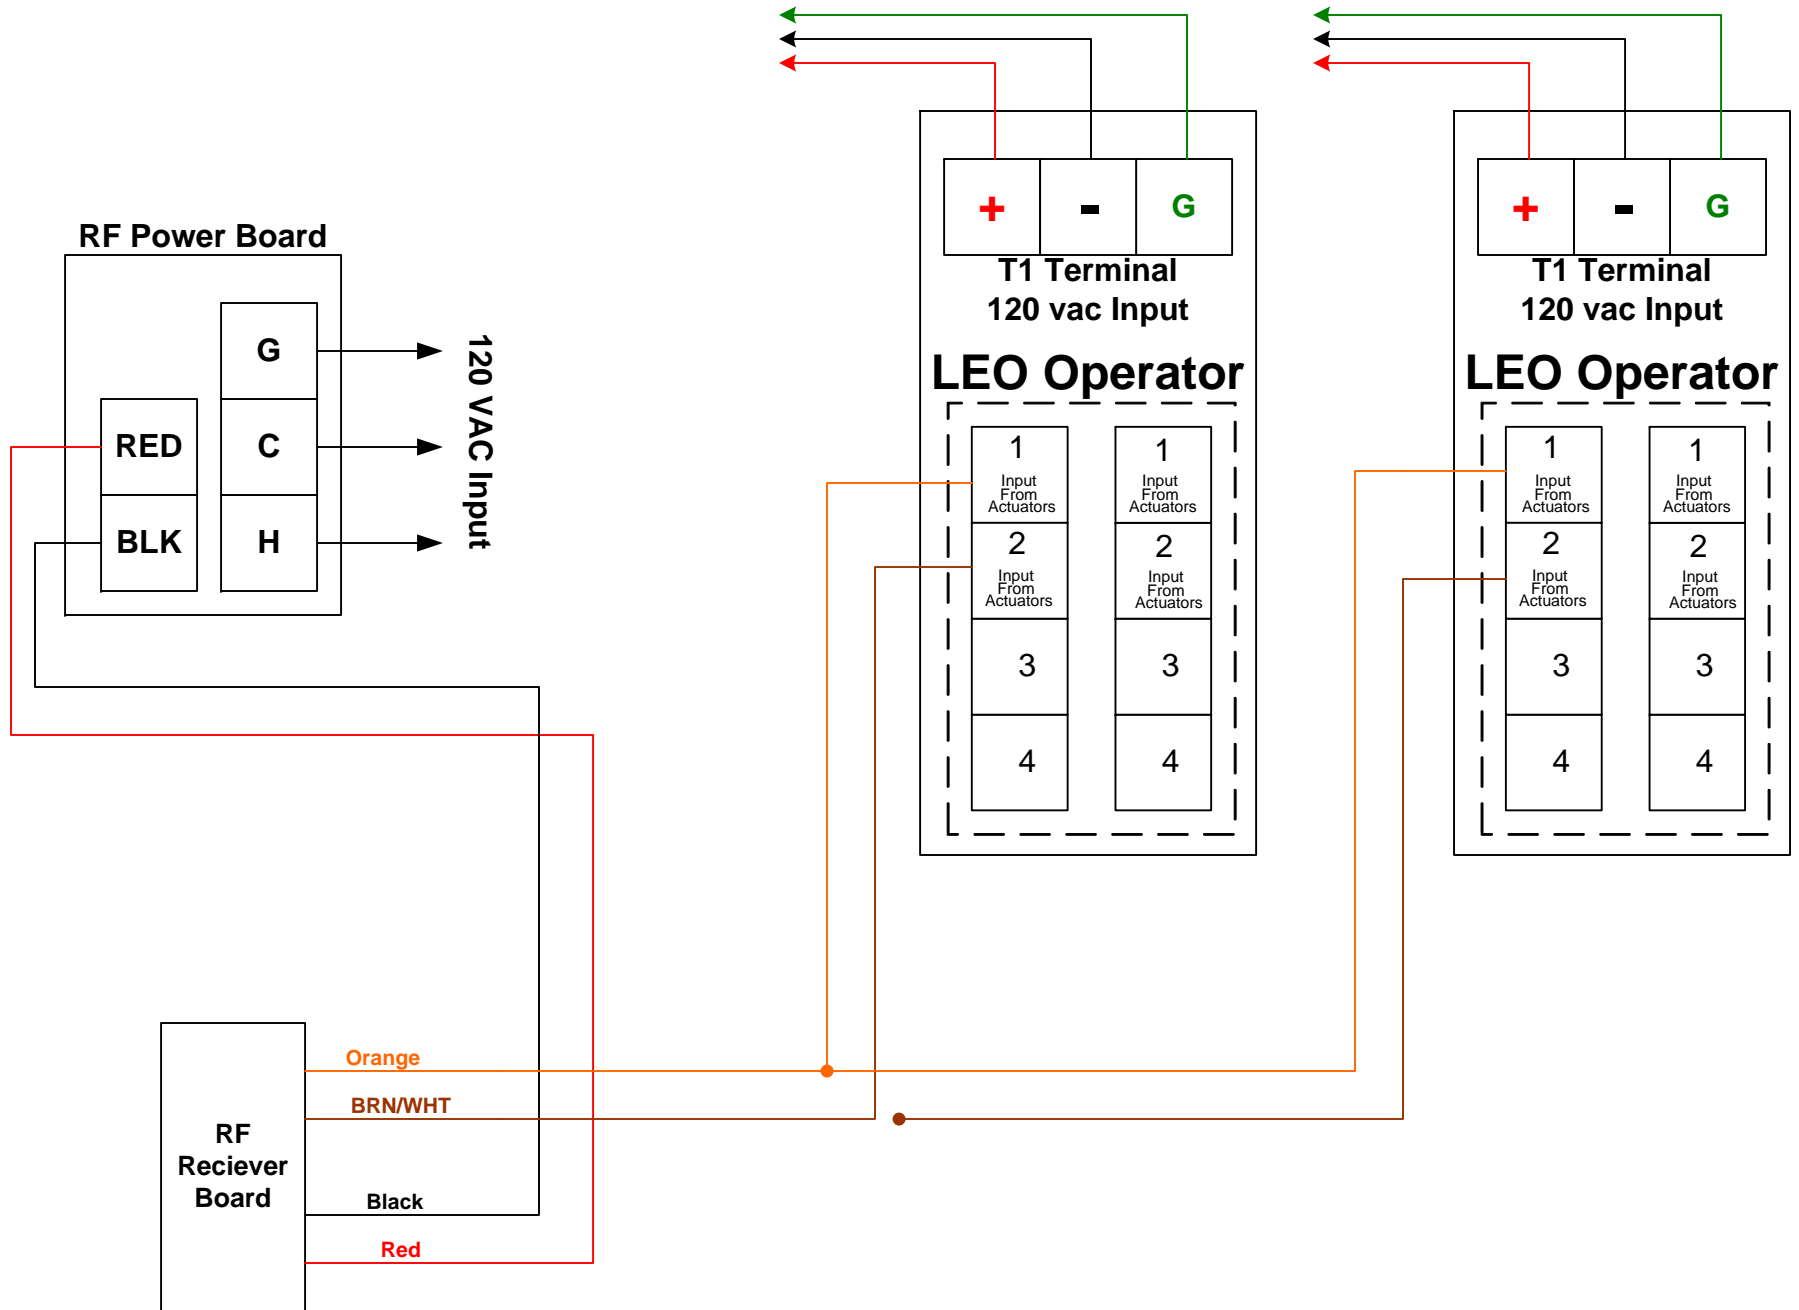 RF Power Board
G
C
H
RED
BLK
120 VAC Input
+
-
G
T1 Terminal
120 vac Input
LEO Operator
1
Input
From
Actuators
2
Input
From
Actuators
3
4
1
Input
From
Actuators
2
Input
From
Actuators
3
4
+
-
G
T1 Terminal
120 vac Input
LEO Operator
1
Input
From
Actuators
2
Input
From
Actuators
3
4
1
Input
From
Actuators
2
Input
From
Actuators
3
4
RF
Reciever
Board
Orange
BRN/WHT
Black
Red